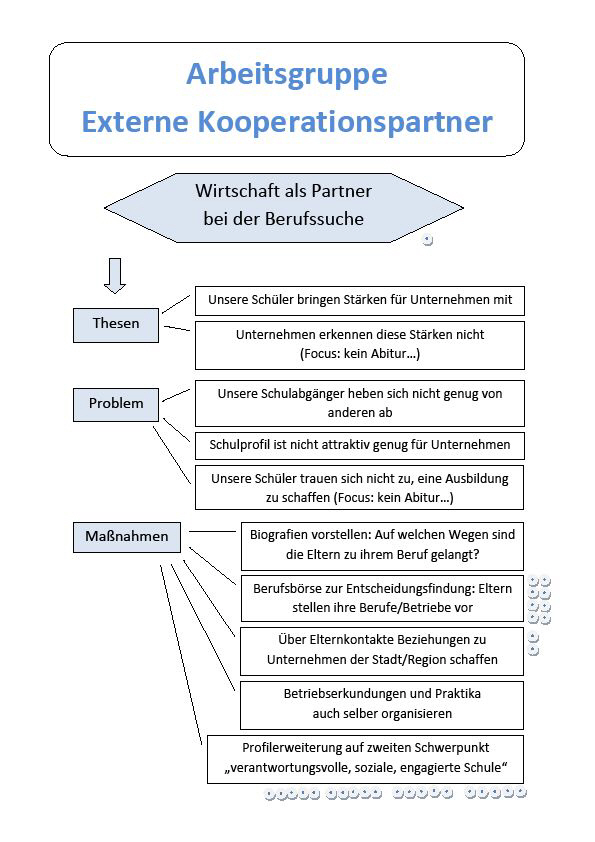 Arbeitsgruppe
Externe Kooperationspartner
Wirtschaft als Partner
bei der Berufssuche
Thesen
Unsere Schüler bringen Stärken für Unternehmen mit
Unternehmen erkennen diese Stärken nicht
(Focus: kein Abitur…)
Problem
Unsere Schulabgänger heben sich nicht genug von
anderen ab
Schulprofil ist nicht attraktiv genug für Unternehmen
Unsere Schüler trauen sich nicht zu, eine Ausbildung
zu schaffen (Focus: kein Abitur…)
Maßnahmen
Biografien vorstellen: Auf welchen Wegen sind
die Eltern zu ihrem Beruf gelangt?
Berufsbörse zur Entscheidungsfindung: Eltern
stellen ihre Berufe/Betriebe vor
Über Elternkontakte Beziehungen zu
Unternehmen der Stadt/Region schaffen
Betriebserkundungen und Praktika
auch selber organisieren
Profilerweiterung auf zweiten Schwerpunkt
„verantwortungsvolle, soziale, engagierte Schule“